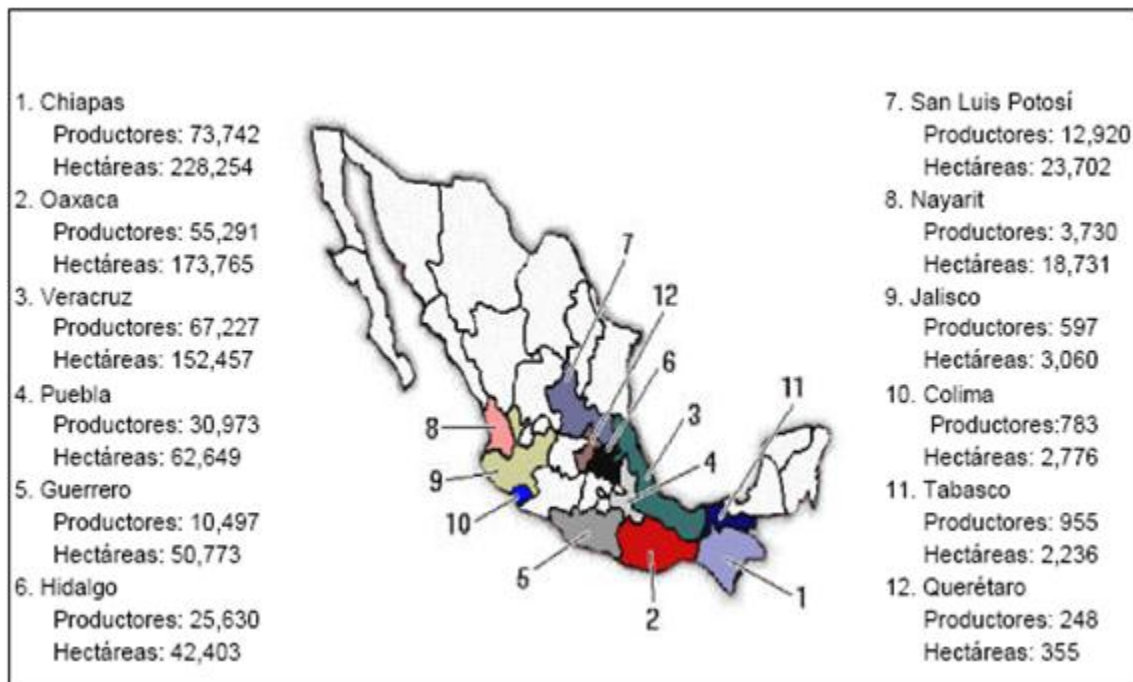 1. Chiapas
Productores: 73,742
Hectáreas: 228,254
2. Oaxaca
Productores: 55,291
Hectáreas: 173,765
3. Veracruz
Productores: 67,227
Hectáreas: 152,457
4. Puebla
Productores: 30,973
Hectáreas: 62,649
5. Guerrero
Productores: 10,497
Hectáreas: 50,773
6. Hidalgo
Productores: 25,630
Hectáreas: 42,403
7
12
6
11
3
4
8
9
10
5
2
1
7. San Luis Potosí
Productores: 12,920
Hectáreas: 23,702
8. Nayarit
Productores: 3,730
Hectáreas: 18,731
9. Jalisco
Productores: 597
Hectáreas: 3,060
10. Colima
Productores:783
Hectáreas: 2,776
11. Tabasco
Productores: 955
Hectáreas: 2,236
12. Querétaro
Productores: 248
Hectáreas: 355